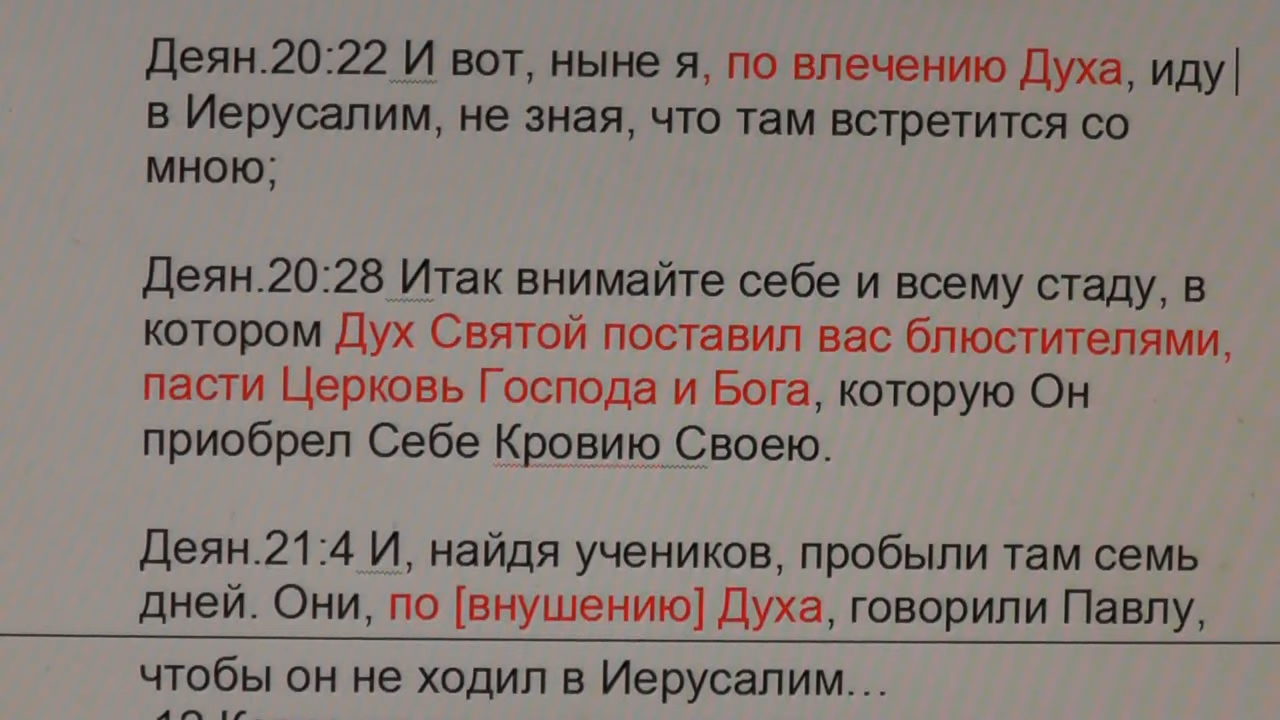 Деян.20:22 И вот, ныне я, по влечению Духа, иду
в Иерусалим, не зная, что там встретится со
мною;
Деян.20:28 Итак внимайте себе и всему стаду, в
котором Дух Святой поставил вас блюстителями,
пасти Церковь Господа и Бога, которую Он
приобрел Себе Кровию Своею.
Деян.21:4 И, найдя учеников, пробыли там семь
дней. Они, по [внушению] Духа, говорили Павлу,
чтобы он не ходил в Иерусалим...